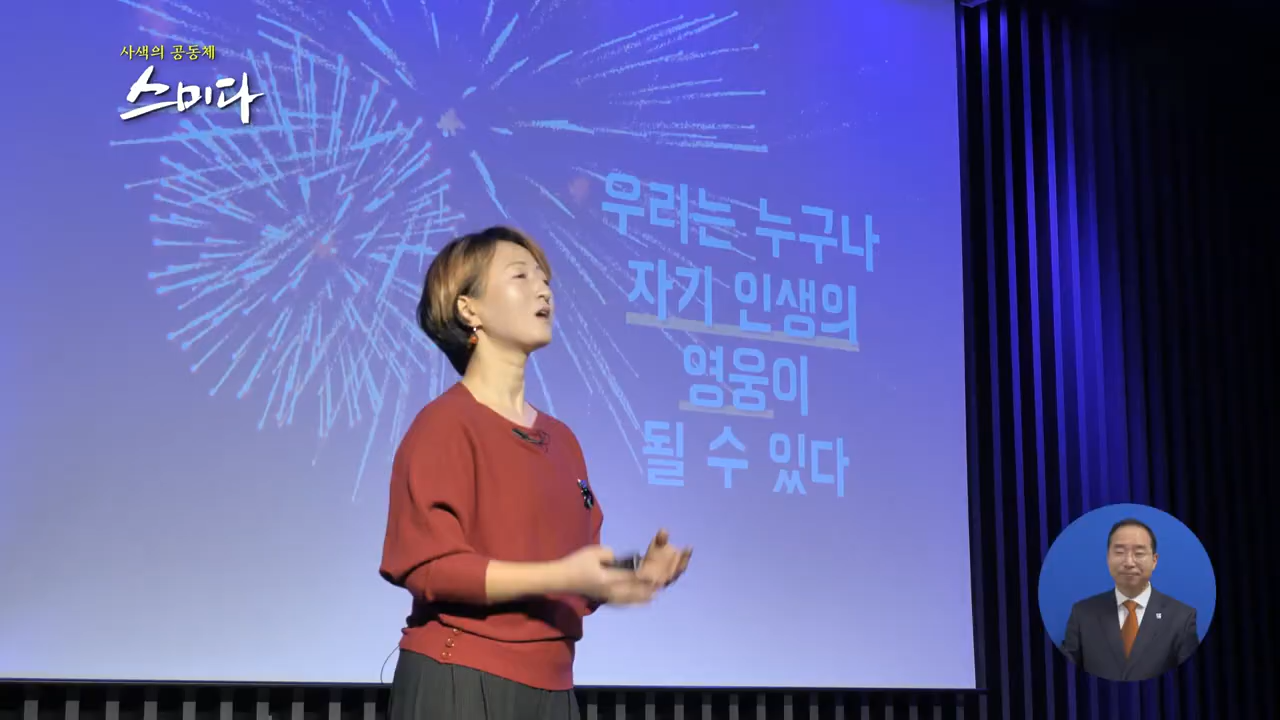 사색의 공동체
스미다
우리는 누구나
자기 인생의
영웅이
될 수 있다